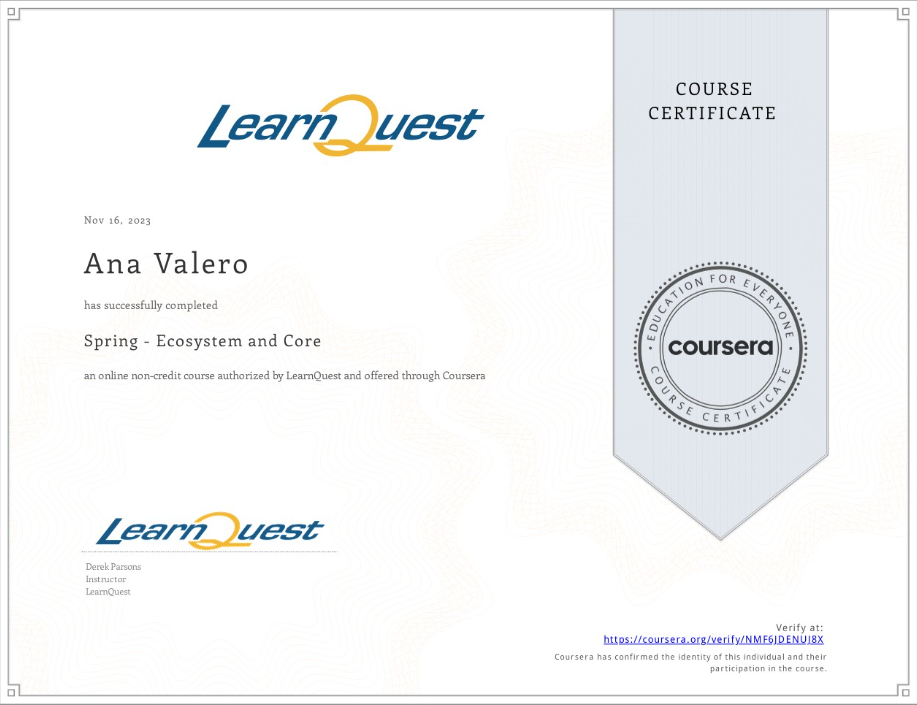 COURSE
CERTIFICATE
LearnQuest
Nov 16, 2023
Ana Valero
has successfully completed
Spring - Ecosystem and Core
an online non-credit course authorized by LearnQuest and offered through Coursera
EDUCATION FOR EVERYONE
coursera
COURSE CERTIFICATE
LearnQuest
Derek Parsons
Instructor
LearnQuest
Verify at:
https://coursera.org/verify/NMF6JDENUJ8X
Coursera has confirmed the identity of this individual and their
participation in the course.